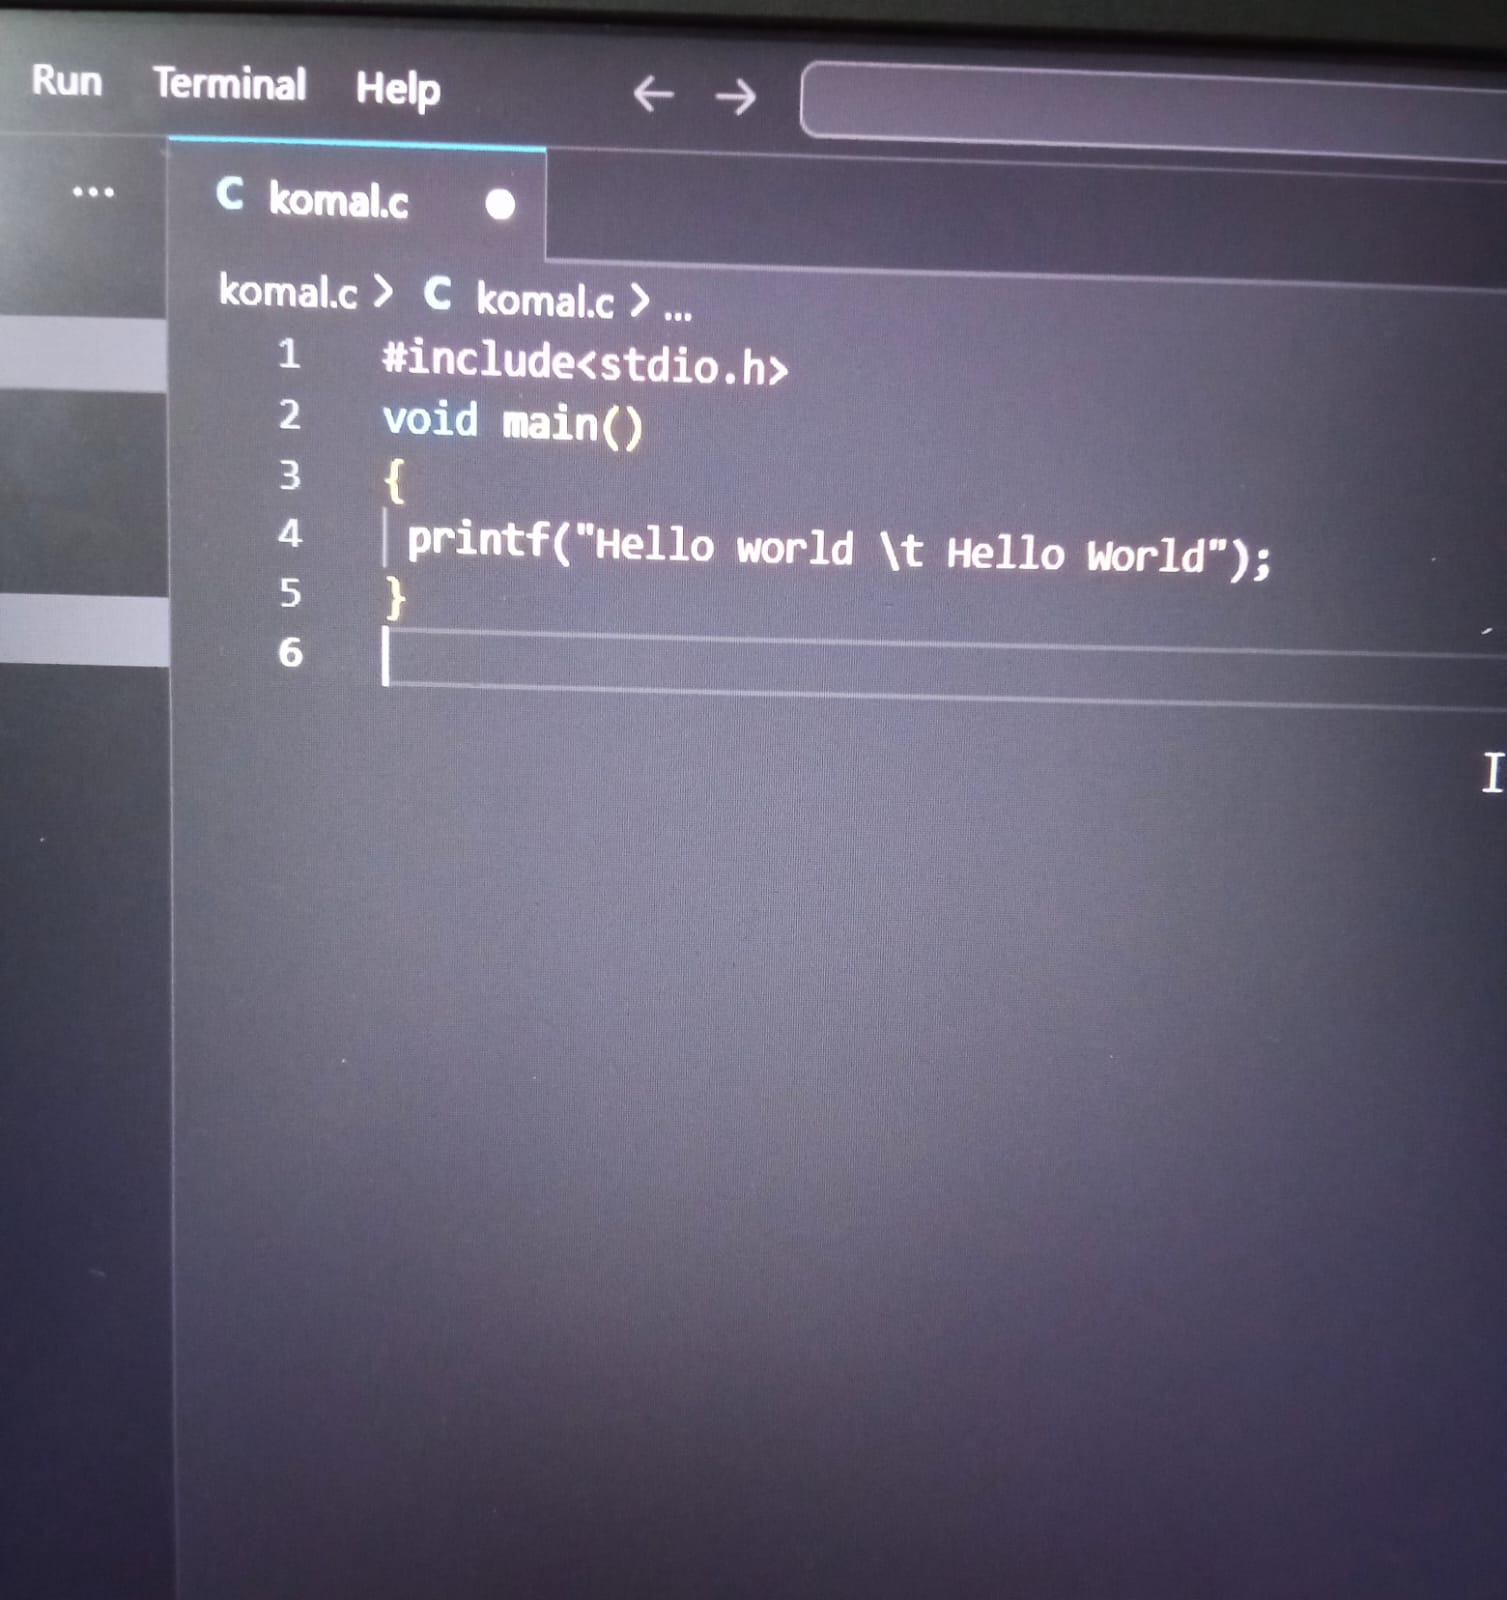 Run Terminal Help ← →
... C komal.c ●
komal.c > C komal.c > ...
1 #include<stdio.h>
2 void main()
3 {
4 printf("Hello world \t Hello World");
5 }
6